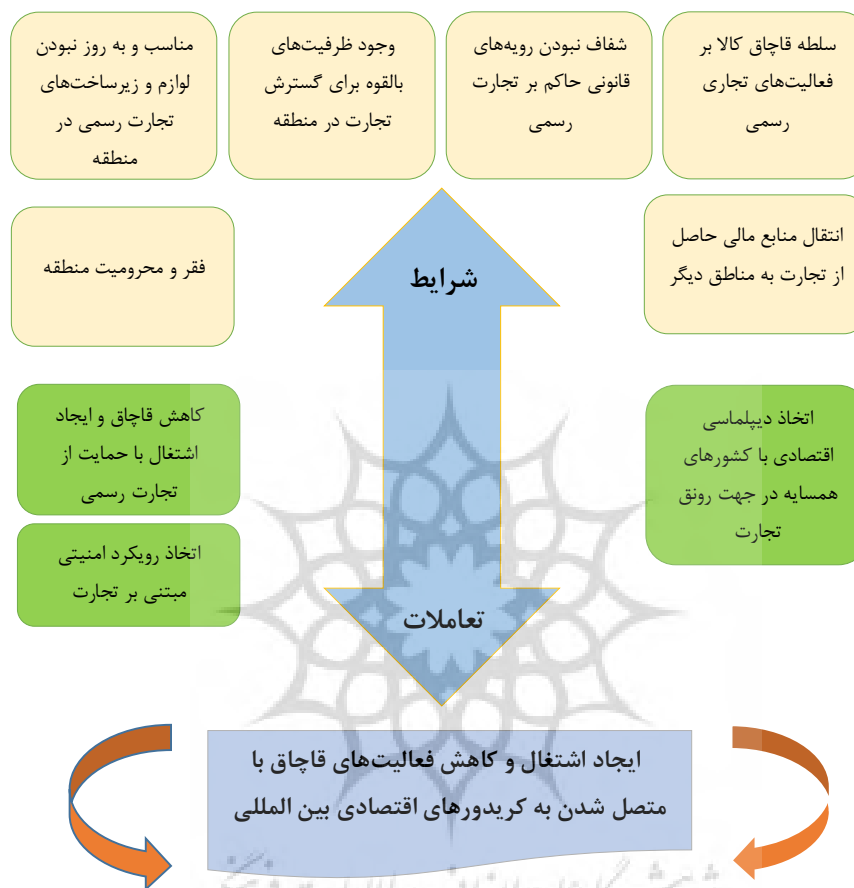 سلطه قاچاق کالا بر
فعالیت‌های تجاری
رسمی
شفاف نبودن رویه‌های
قانونی حاکم بر تجارت
رسمی
وجود ظرفیت‌های
بالقوه برای گسترش
تجارت در منطقه
مناسب و به روز نبودن
لوازم و زیرساخت‌های
تجارت رسمی در
منطقه
انتقال منابع مالی حاصل
از تجارت به مناطق دیگر
شرایط
فقر و محرومیت منطقه
اتخاذ دیپلماسی
اقتصادی با کشورهای
همسایه در جهت رونق
تجارت
کاهش قاچاق و ایجاد
اشتغال با حمایت از
تجارت رسمی
اتخاذ رویکرد امنیتی
مبتنی بر تجارت
تعاملات
ایجاد اشتغال و کاهش فعالیت‌های قاچاق با
متصل شدن به کریدورهای اقتصادی بین المللی